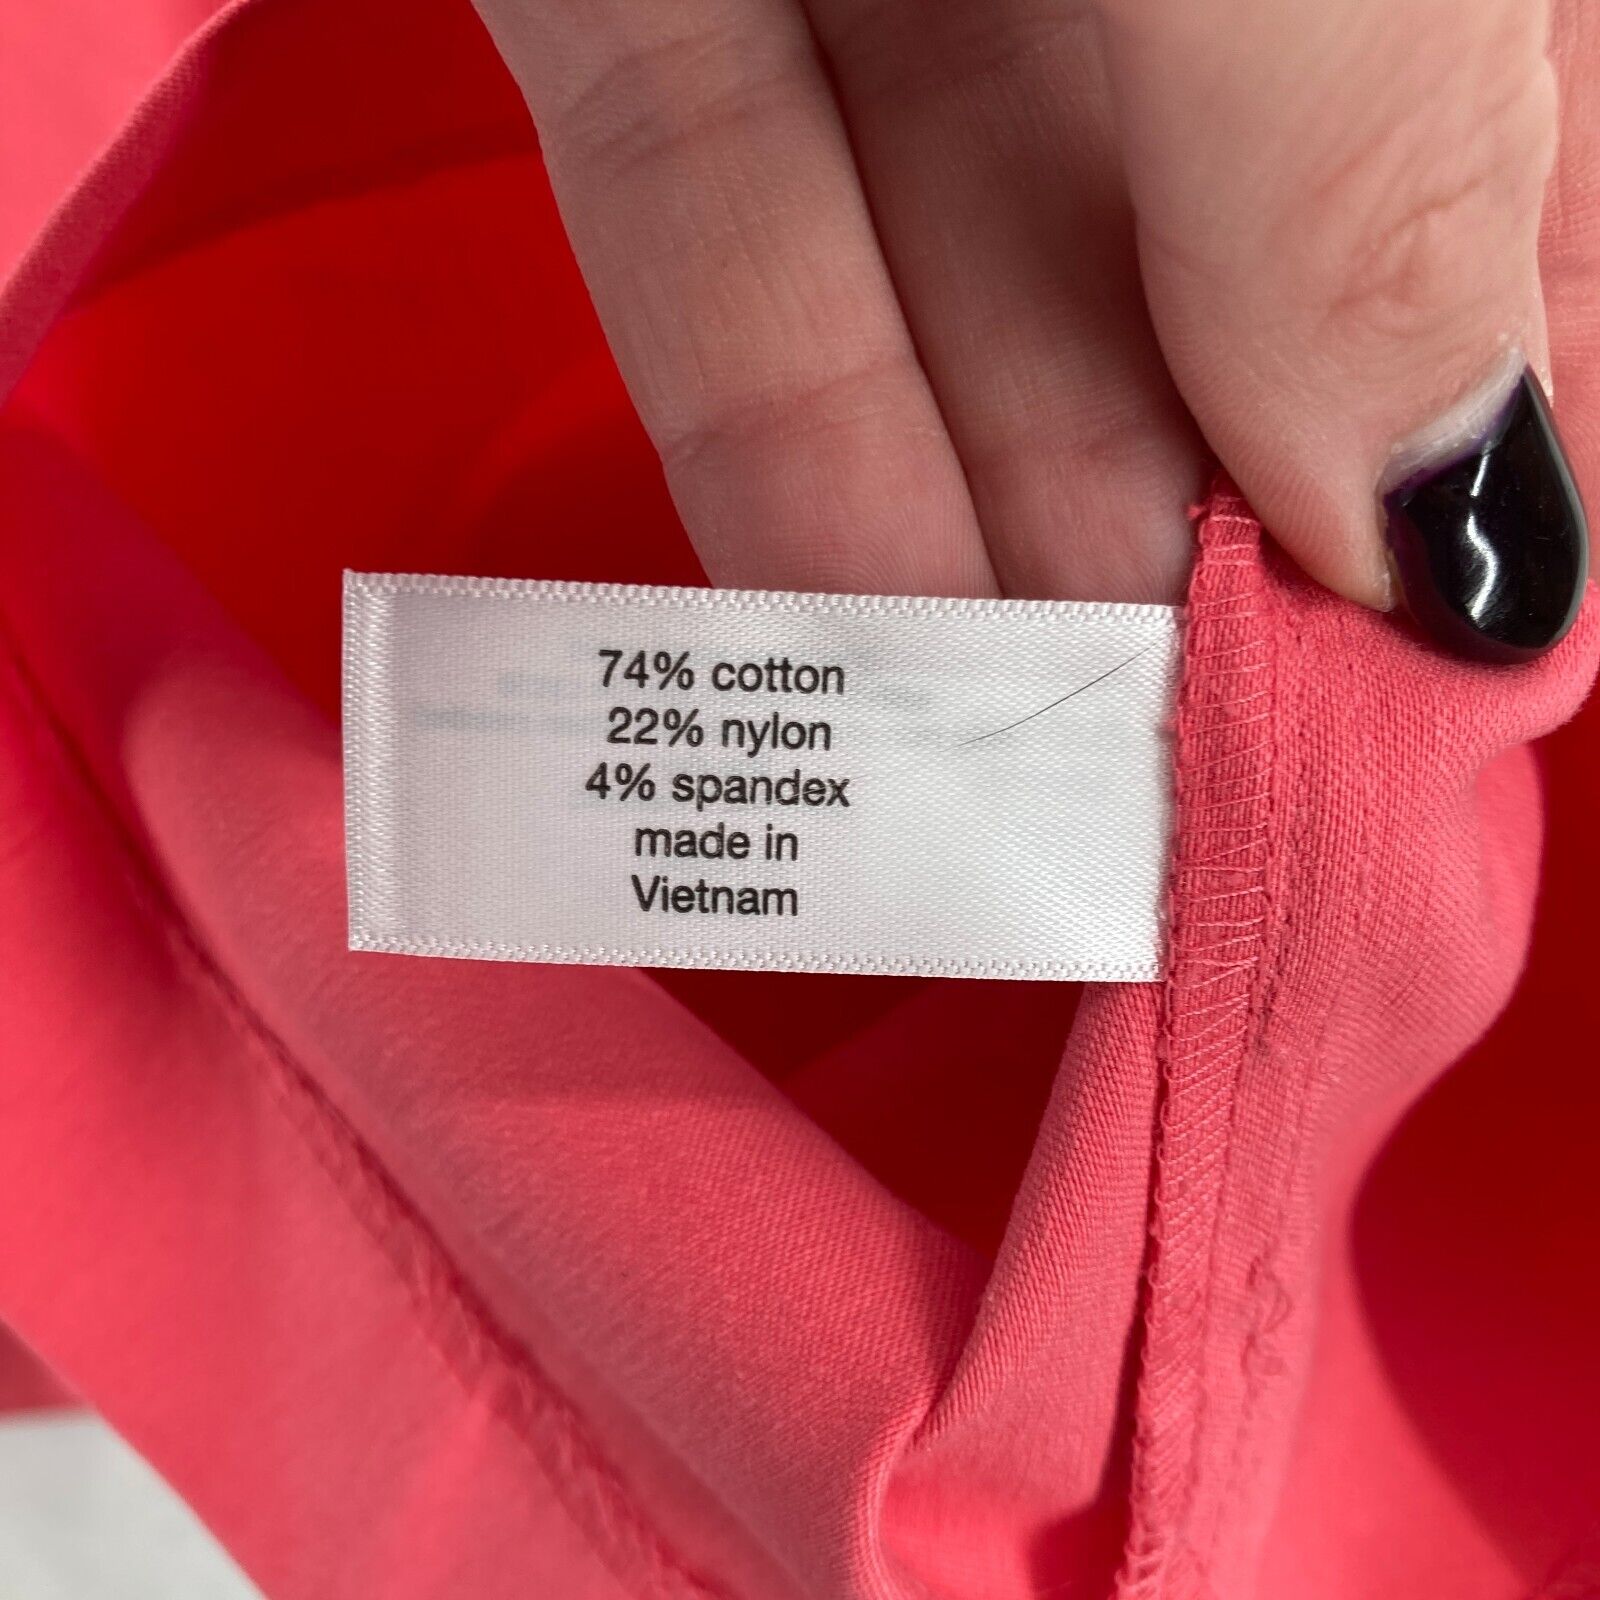 74% cotton
22% nylon
4% spandex
made in
Vietnam